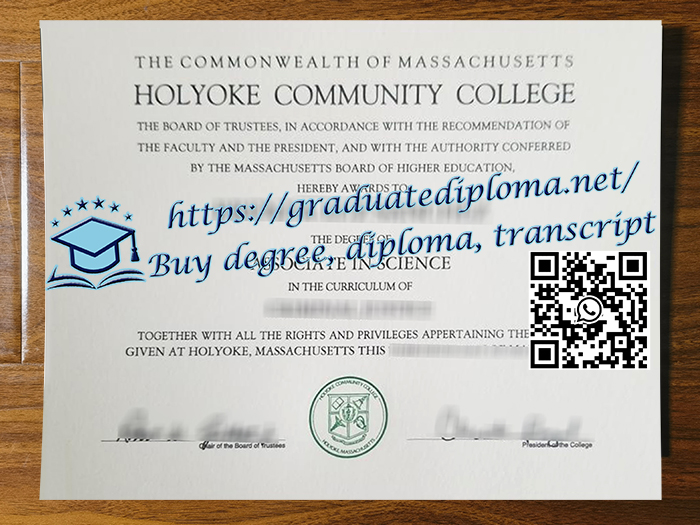 THE COMMONWEALTH OF MASSACHUSETTS
HOLYOKE COMMUNITY COLLEGE
THE BOARD OF TRUSTEES, IN ACCORDANCE WITH THE RECOMMENDATION OF
THE FACULTY AND THE PRESIDENT, AND WITH THE AUTHORITY CONFERRED
BY THE MASSACHUSETTS BOARD OF HIGHER EDUCATION,
HEREBY AWARDS TO
https://graduatediploma.net/
THE DEGREE OF
Buy degree, diploma, transcript
ASSOCIATE IN SCIENCE
IN THE CURRICULUM OF
TOGETHER WITH ALL THE RIGHTS AND PRIVILEGES APPERTAINING THE
GIVEN AT HOLYOKE, MASSACHUSETTS THIS
HOLYOKE COMMUNITY COLLEGE
HOLYOKE, MASSACHUSETTS
Chair of the Board of Trustees
President of the College